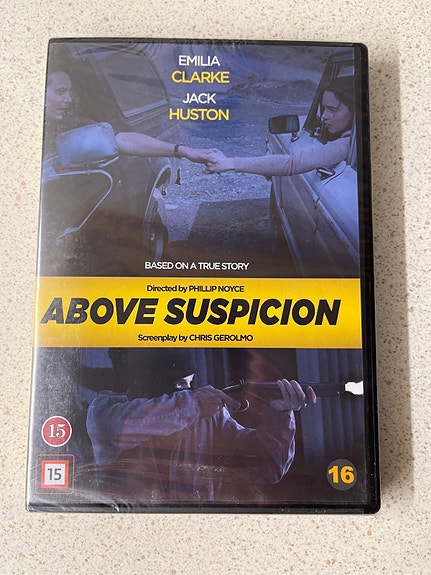 EMILIA
CLARKE
JACK
HUSTON
BASED ON A TRUE STORY
Directed by PHILLIP NOYCE
ABOVE SUSPICION
Screenplay by CHRIS GEROLMO
15
15
16